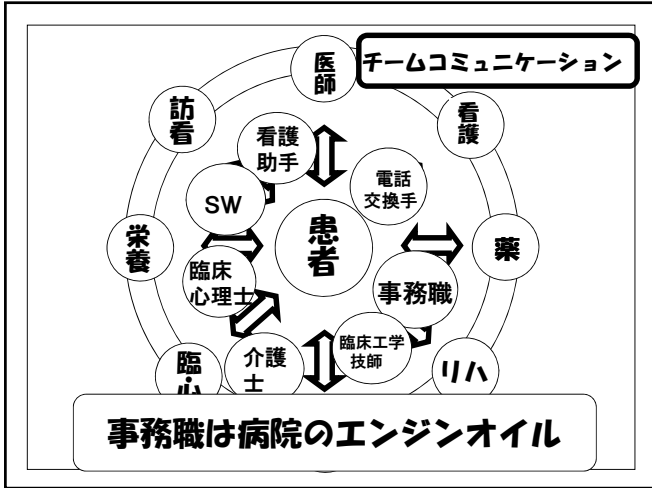 チームコミュニケーション
医
師
訪
看
看
護
看護
助手
電話
交換手
SW
患
者
栄
養
薬
臨床
心理士
事務職
臨床工学
技師
介護
士
リハ
臨
心
事務職は病院のエンジンオイル